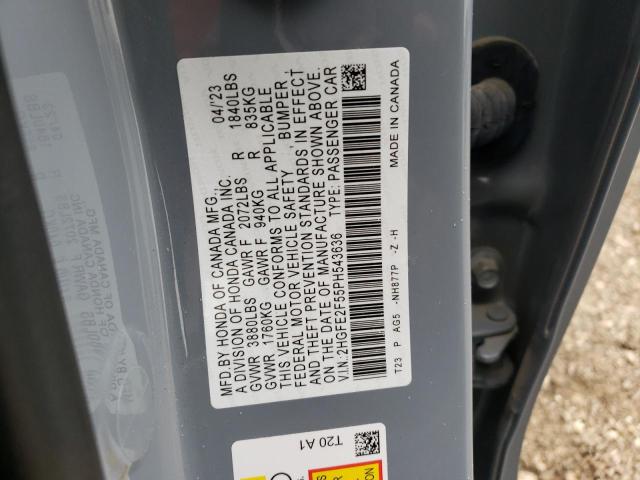 MFD.BY HONDA OF CANADA MFG., 04/'23
A DIVISION OF HONDA CANADA INC.
GVWR 3880LBS GAWR F 2072LBS R 1840LBS
GVWR 1760KG GAWR F 940KG R 835KG
THIS VEHICLE CONFORMS TO ALL APPLICABLE
FEDERAL MOTOR VEHICLE SAFETY , BUMPER,
AND THEFT PREVENTION STANDARDS IN EFFECT
ON THE DATE OF MANUFACTURE SHOWN ABOVE.
V.I.N.: 2HGFE2F55PH543636 TYPE: PASSENGER CAR
T23 P AG5 -NH877P -Z -H MADE IN CANADA
T20 A1